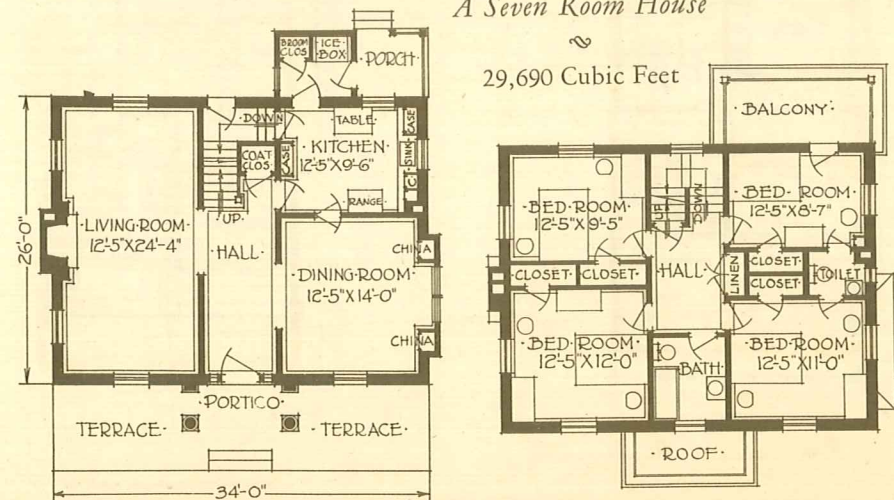 A Seven Room House
29,690 Cubic Feet
BROOM
CLOS
ICE
BOX
PORCH
DOWN
TABLE
CASE
KITCHEN
12'-5"X9'-6"
COAT
CLOS
CASE
SINK
C.T.
RANGE
UP
LIVING·ROOM
12'-5"X24'-4"
·HALL·
CHINA
·DINING·ROOM·
12'-5"X14'-0"
CHINA
26'-0"
·PORTICO·
TERRACE·
·TERRACE·
34'-0"
·BALCONY·
·BED·ROOM·
12'-5"X9'-5"
UP
DOWN
·BED·ROOM·
12'-5"X8'-7"
·CLOSET·
·CLOSET·
·HALL·
LINEN
CLOSET
CLOSET
TOILET
·BED·ROOM·
12'-5"X12'-0"
·BATH·
·BED·ROOM·
12'-5"X11'-0"
·ROOF·